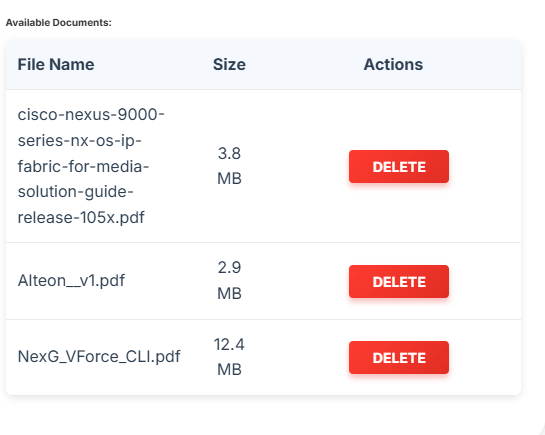 Available Documents:
File Name Size Actions
cisco-nexus-9000-
series-nx-os-ip-
fabric-for-media-
solution-guide-
release-105x.pdf
3.8
MB
DELETE
Alteon__v1.pdf
2.9
MB
DELETE
NexG_VForce_CLI.pdf
12.4
MB
DELETE